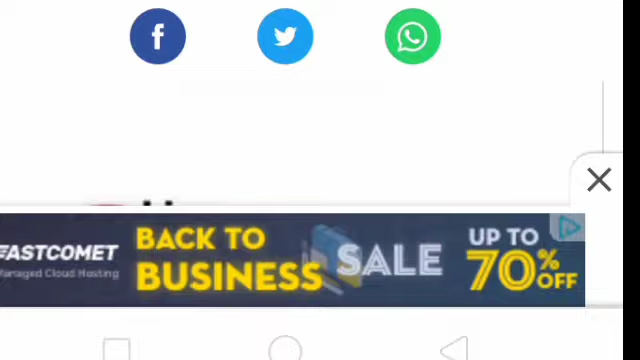 FASTCOMET
Managed Cloud Hosting
BACK TO
BUSINESS
SALE
UP TO
70% OFF